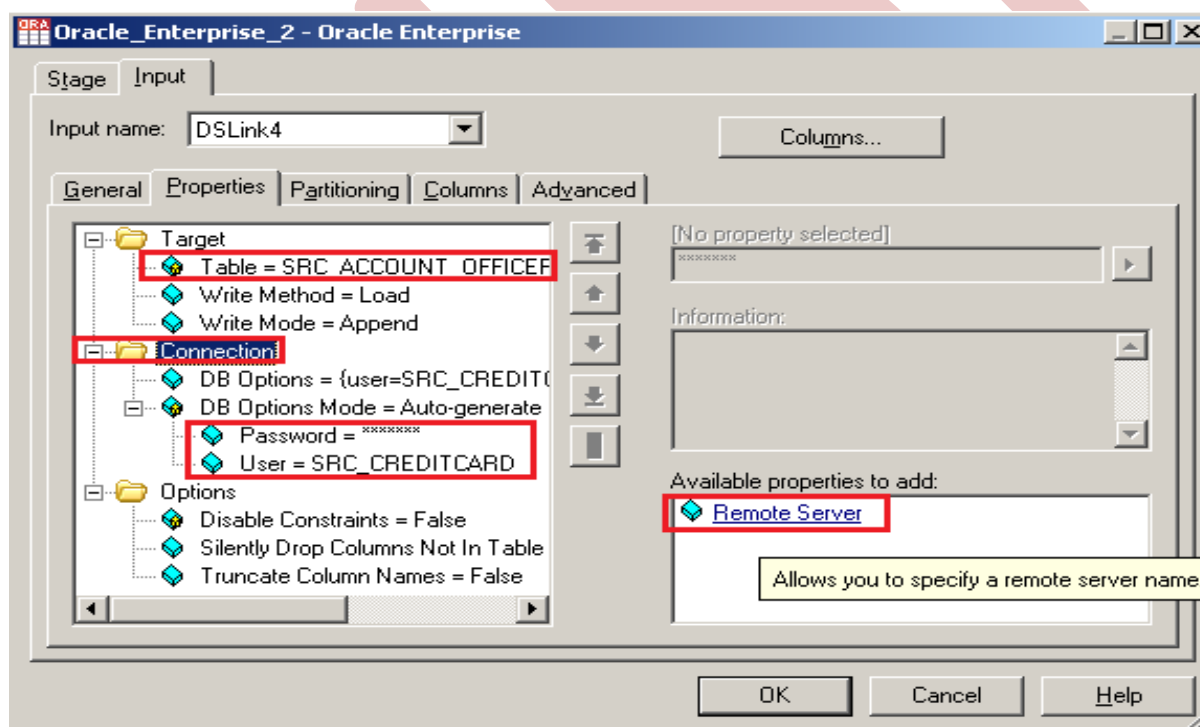 ORA
Oracle_Enterprise_2 - Oracle Enterprise
Stage Input
Input name: DSLink4
Columns...
General Properties Partitioning Columns Advanced
Target
Table = SRC_ACCOUNT_OFFICER
Write Method = Load
Write Mode = Append
Connection
DB Options = {user=SRC_CREDITC
DB Options Mode = Auto-generate
Password = *******
User = SRC_CREDITCARD
Options
Disable Constraints = False
Silently Drop Columns Not In Table
Truncate Column Names = False
[No property selected]
*******
Information:
Available properties to add:
Remote Server
Allows you to specify a remote server name
OK Cancel Help